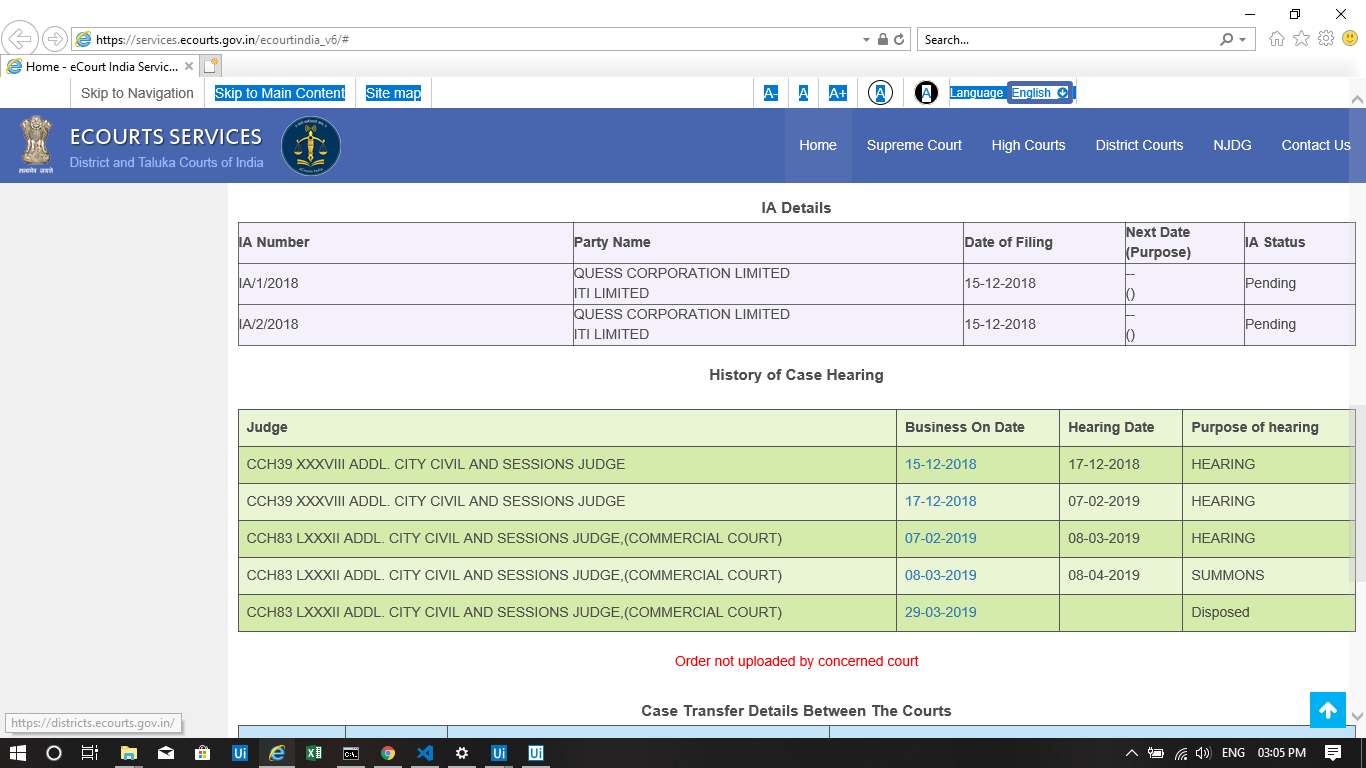 https://services.ecourts.gov.in/ecourtindia_v6/#
Search...
Home - eCourt India Servic...
Skip to Navigation
Skip to Main Content
Site map
A-
A
A+
A
A
Language
English
सत्यमेव जयते
ECOURTS SERVICES
District and Taluka Courts of India
Home
Supreme Court
High Courts
District Courts
NJDG
Contact Us
IA Details
IA Number Party Name Date of Filing Next Date (Purpose) IA Status
IA/1/2018 QUESS CORPORATION LIMITED 15-12-2018 -- Pending
ITI LIMITED ()
IA/2/2018 QUESS CORPORATION LIMITED 15-12-2018 -- Pending
ITI LIMITED ()
History of Case Hearing
Judge Business On Date Hearing Date Purpose of hearing
CCH39 XXXVIII ADDL. CITY CIVIL AND SESSIONS JUDGE 15-12-2018 17-12-2018 HEARING
CCH39 XXXVIII ADDL. CITY CIVIL AND SESSIONS JUDGE 17-12-2018 07-02-2019 HEARING
CCH83 LXXXII ADDL. CITY CIVIL AND SESSIONS JUDGE,(COMMERCIAL COURT) 07-02-2019 08-03-2019 HEARING
CCH83 LXXXII ADDL. CITY CIVIL AND SESSIONS JUDGE,(COMMERCIAL COURT) 08-03-2019 08-04-2019 SUMMONS
CCH83 LXXXII ADDL. CITY CIVIL AND SESSIONS JUDGE,(COMMERCIAL COURT) 29-03-2019 Disposed
Order not uploaded by concerned court
Case Transfer Details Between The Courts
https://districts.ecourts.gov.in/
Ui
Ui
Ui
ENG
03:05 PM